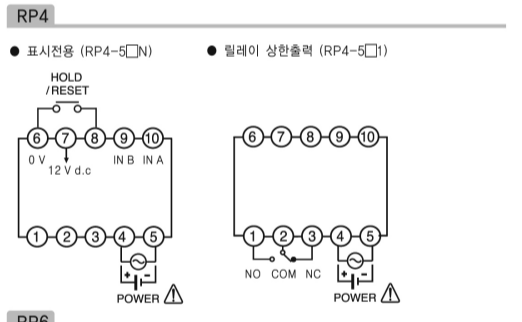 RP4
● 표시전용 (RP4-5□N)
● 릴레이 상한출력 (RP4-5□1)
HOLD
/RESET
6 7 8 9 10
0 V
12 V d.c
IN B IN A
1 2 3 4 5
+ -
POWER
6 7 8 9 10
1 2 3 4 5
NO COM NC
+ -
POWER
RP6